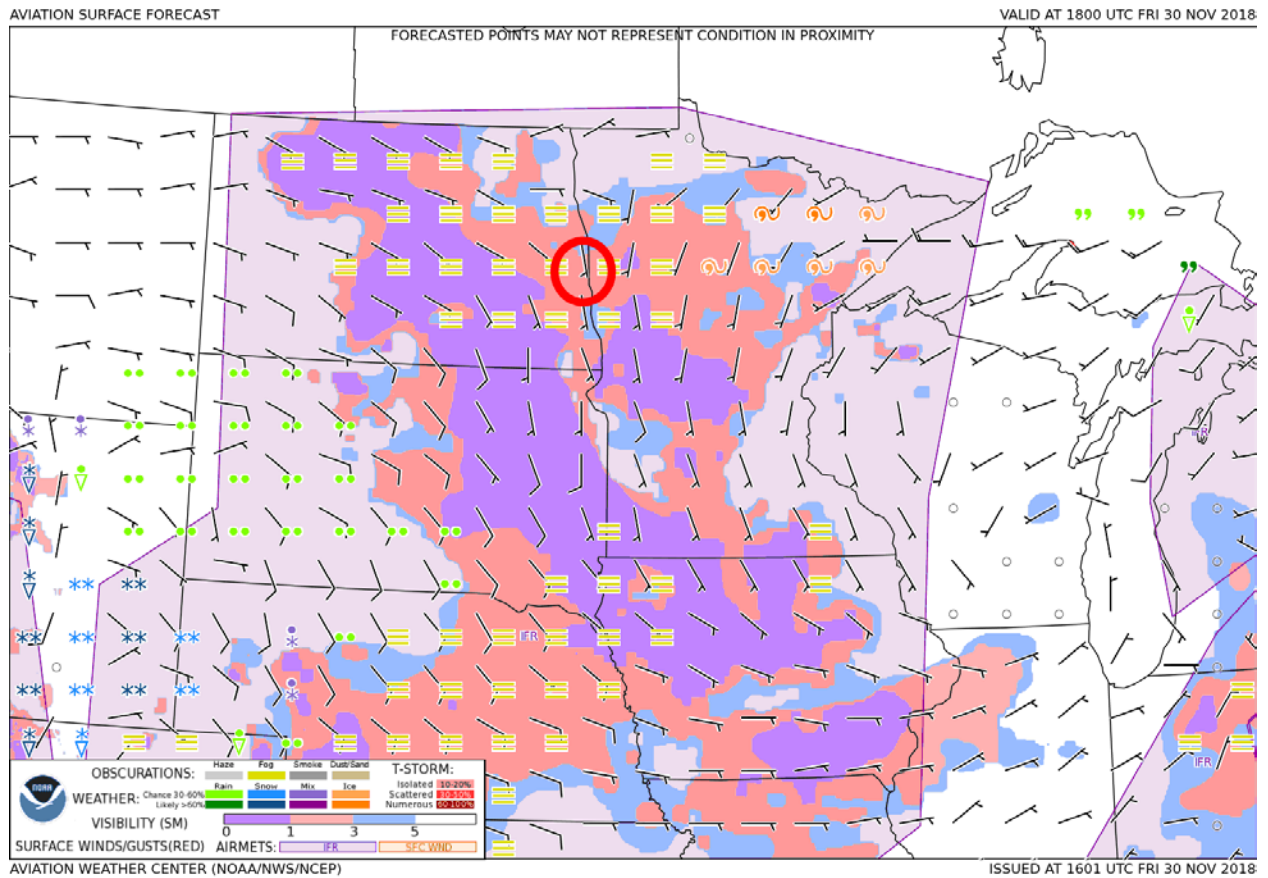 AVIATION SURFACE FORECAST
VALID AT 1800 UTC FRI 30 NOV 2018
FORECASTED POINTS MAY NOT REPRESENT CONDITION IN PROXIMITY
IFR
IFR
IFR
OBSCURATIONS: Haze Fog Smoke Dust/Sand
T-STORM:
Rain Snow Mix Ice
WEATHER: Chance 30-60%
Likely >60%
Isolated 10-20%
Scattered 30-50%
Numerous 60-100%
NOAA
VISIBILITY (SM)
0 1 3 5
SURFACE WINDS/GUSTS(RED) AIRMETS: IFR SFC WND
AVIATION WEATHER CENTER (NOAA/NWS/NCEP)
ISSUED AT 1601 UTC FRI 30 NOV 2018